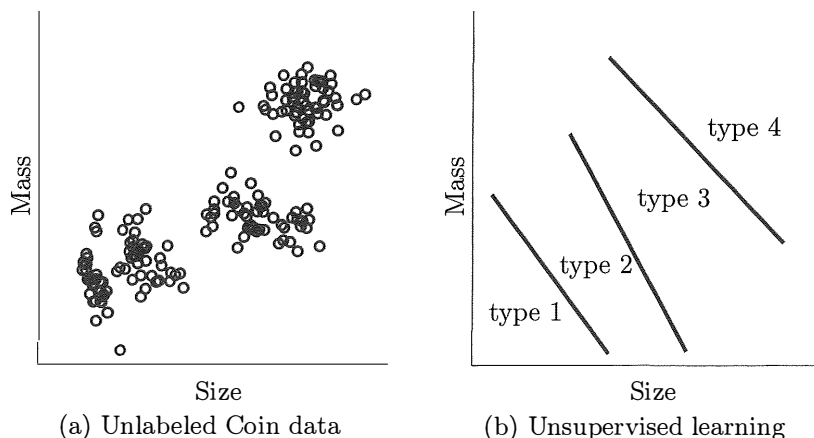 Mass
Size
(a) Unlabeled Coin data
Mass
type 4
type 3
type 2
type 1
Size
(b) Unsupervised learning